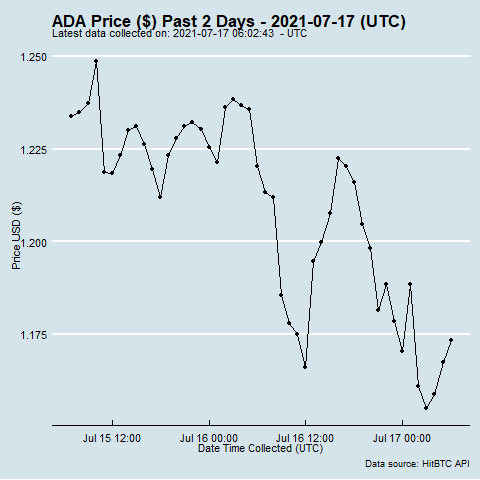 ADA Price ($) Past 2 Days - 2021-07-17 (UTC)
Latest data collected on: 2021-07-17 06:02:43  - UTC
1.250
1.225
1.200
1.175
Price USD ($)
Jul 15 12:00
Jul 16 00:00
Jul 16 12:00
Jul 17 00:00
Date Time Collected (UTC)
Data source: HitBTC API